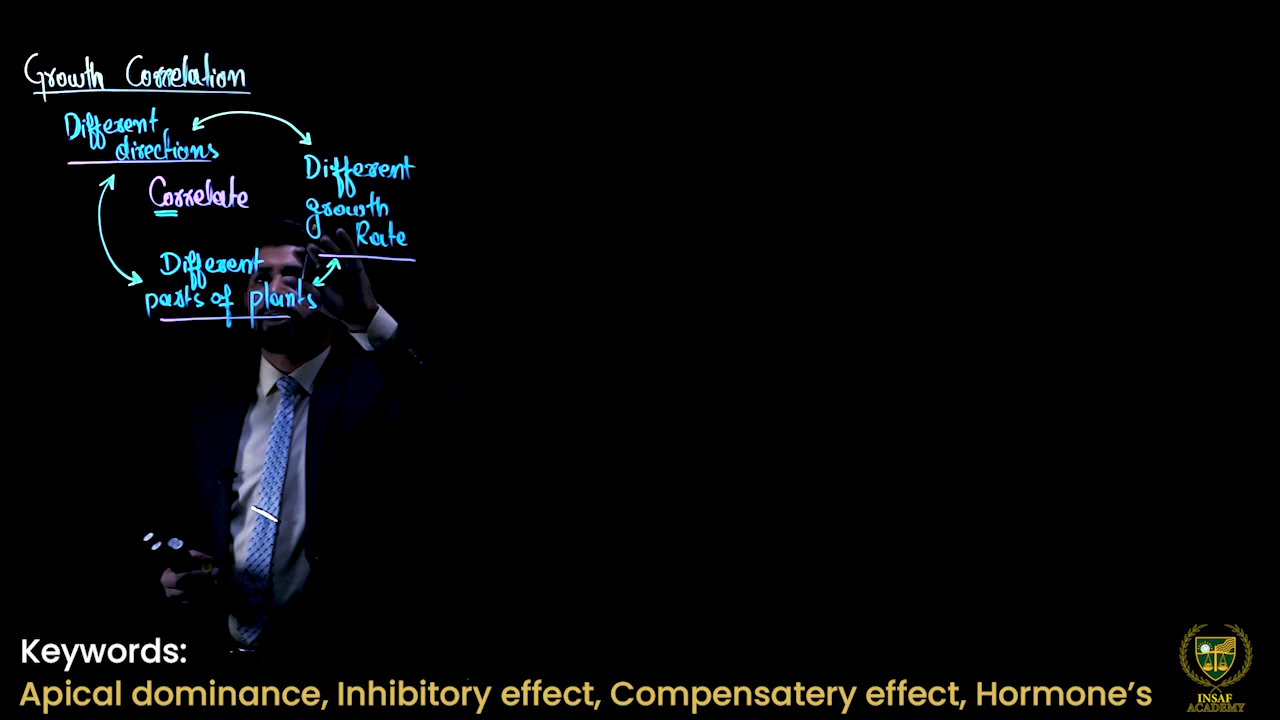 Growth Correlation
Different
directions
Correlate
Different
growth
Rate
Different
parts of plants
Keywords:
Apical dominance, Inhibitory effect, Compensatery effect, Hormone's
INSAF
ACADEMY